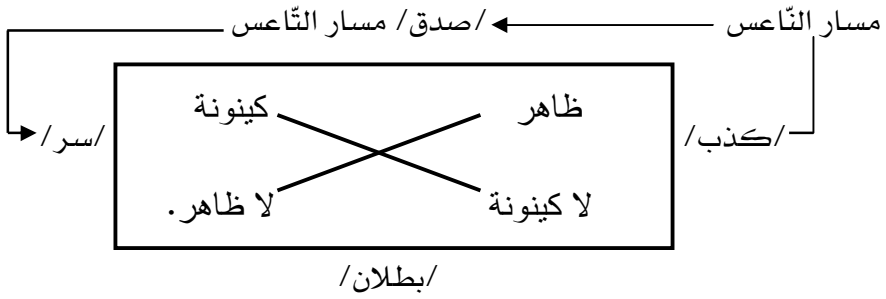 مسار النّاعس /صدق/ مسار التّاعس
ظاهر كينونة
/كذب/ /سر/
لا كينونة لا ظاهر.
/بطلان/